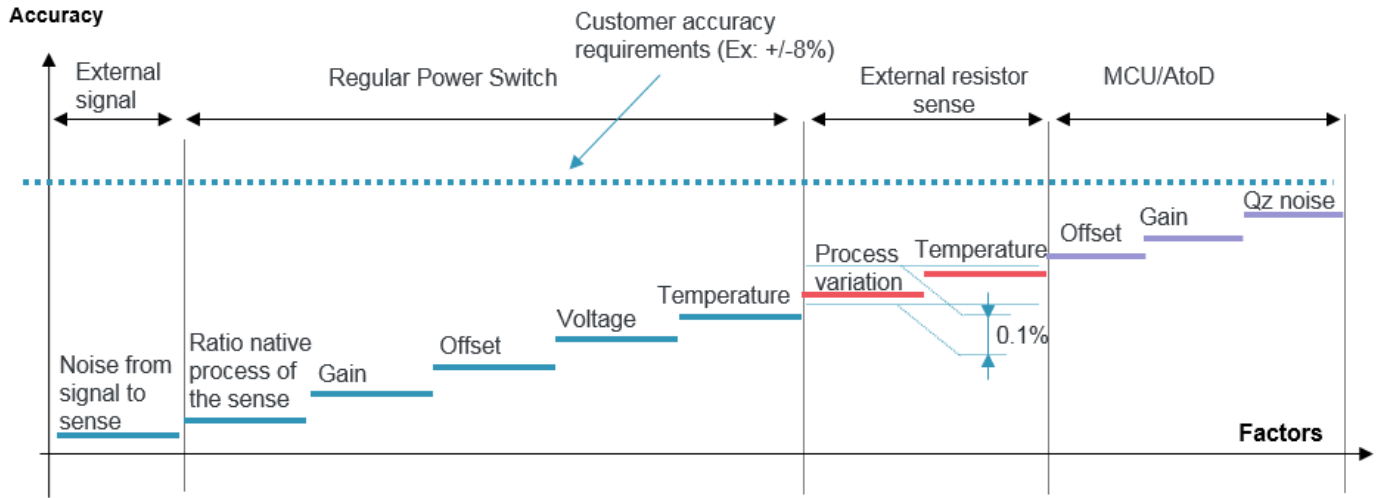 Accuracy
Customer accuracy
requirements (Ex: +/-8%)
External
signal
Regular Power Switch
External resistor
sense
MCU/AtoD
Noise from
signal to
sense
Ratio native
process of
the sense
Gain
Offset
Voltage
Temperature
Process
variation
Temperature
0.1%
Offset
Gain
Qz noise
Factors